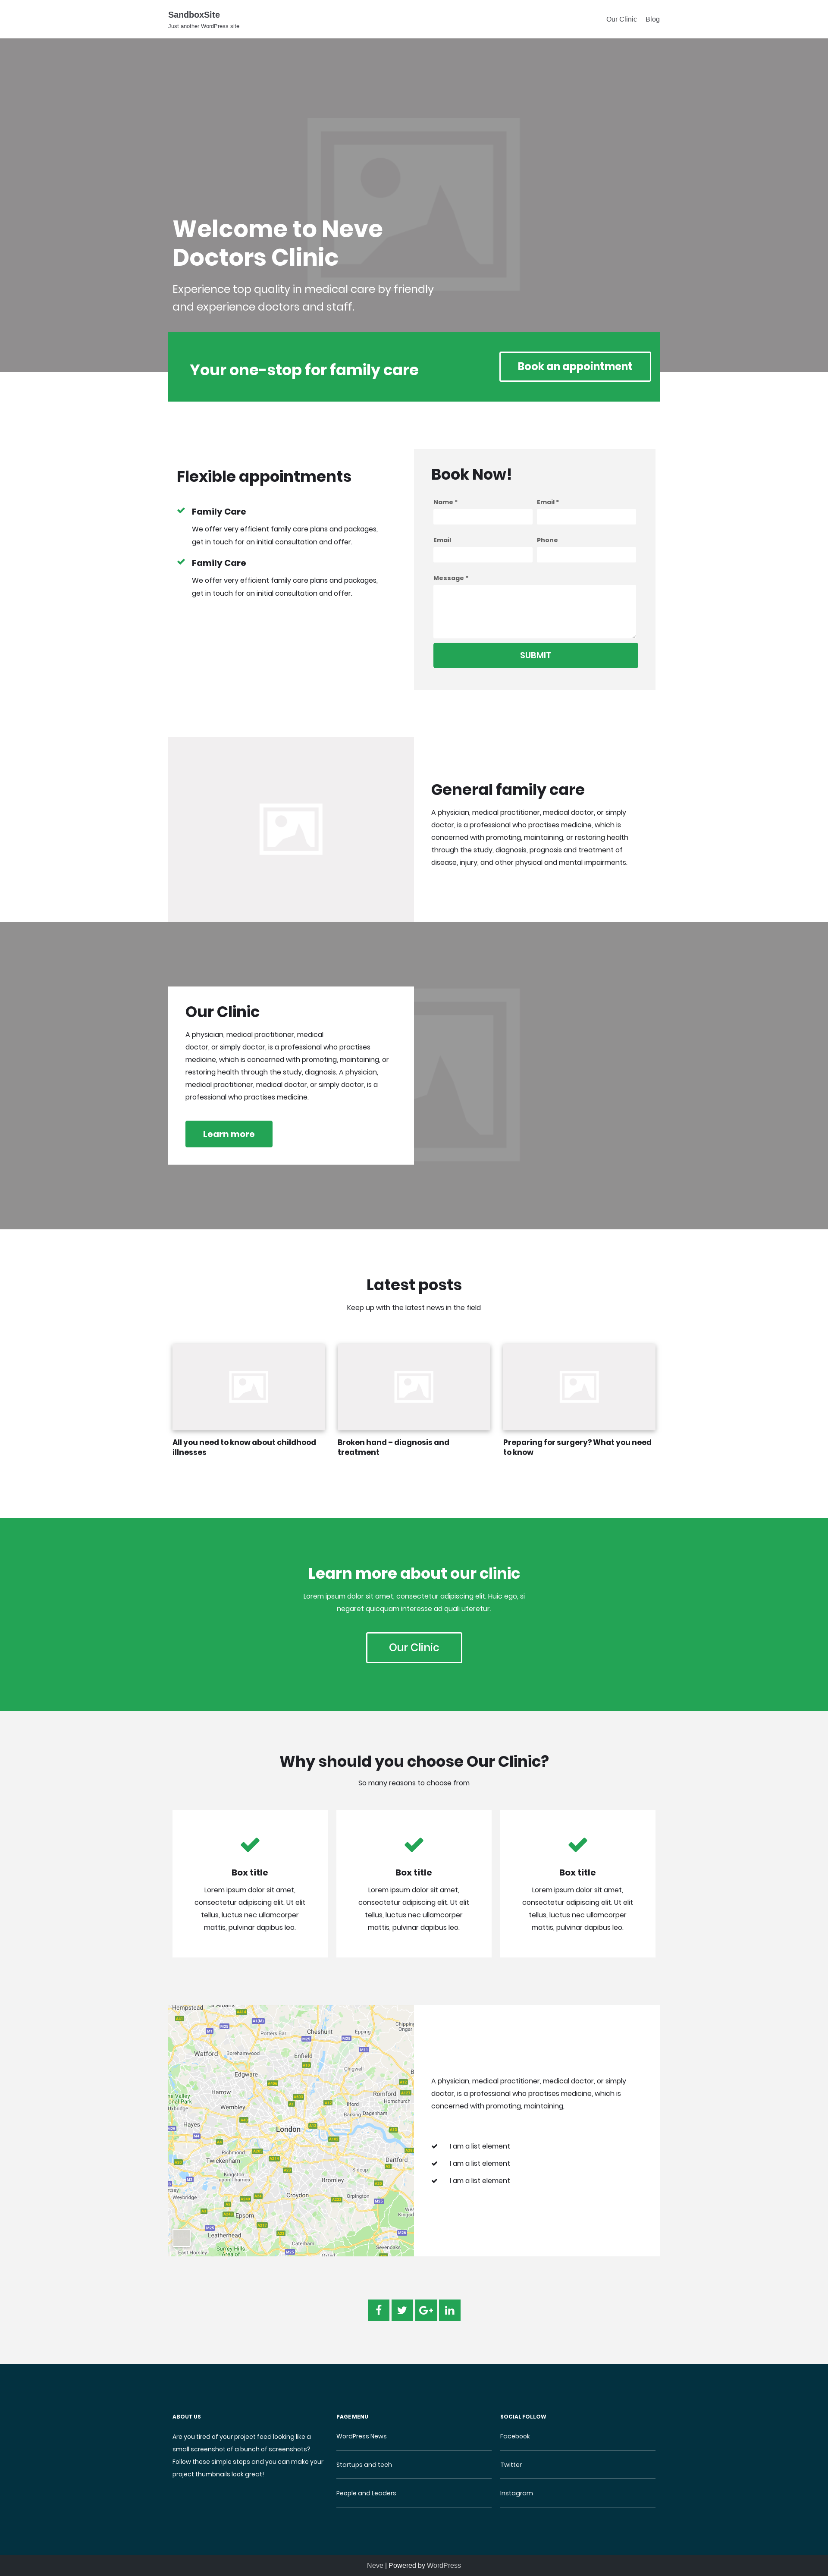 SandboxSite
Just another WordPress site
Our Clinic Blog
Welcome to Neve
Doctors Clinic
Experience top quality in medical care by friendly
and experience doctors and staff.
Your one-stop for family care
Book an appointment
Flexible appointments
Family Care
We offer very efficient family care plans and packages,
get in touch for an initial consultation and offer.
Family Care
We offer very efficient family care plans and packages,
get in touch for an initial consultation and offer.
Book Now!
Name * Email *
Email Phone
Message *
SUBMIT
General family care
A physician, medical practitioner, medical doctor, or simply
doctor, is a professional who practises medicine, which is
concerned with promoting, maintaining, or restoring health
through the study, diagnosis, prognosis and treatment of
disease, injury, and other physical and mental impairments.
Our Clinic
A physician, medical practitioner, medical
doctor, or simply doctor, is a professional who practises
medicine, which is concerned with promoting, maintaining, or
restoring health through the study, diagnosis. A physician,
medical practitioner, medical doctor, or simply doctor, is a
professional who practises medicine.
Learn more
Latest posts
Keep up with the latest news in the field
All you need to know about childhood
illnesses
Broken hand – diagnosis and
treatment
Preparing for surgery? What you need
to know
Learn more about our clinic
Lorem ipsum dolor sit amet, consectetur adipiscing elit. Huic ego, si
negaret quicquam interesse ad quali uteretur.
Our Clinic
Why should you choose Our Clinic?
So many reasons to choose from
Box title
Lorem ipsum dolor sit amet,
consectetur adipiscing elit. Ut elit
tellus, luctus nec ullamcorper
mattis, pulvinar dapibus leo.
Box title
Lorem ipsum dolor sit amet,
consectetur adipiscing elit. Ut elit
tellus, luctus nec ullamcorper
mattis, pulvinar dapibus leo.
Box title
Lorem ipsum dolor sit amet,
consectetur adipiscing elit. Ut elit
tellus, luctus nec ullamcorper
mattis, pulvinar dapibus leo.
Hempstead
Potters Bar
Cheshunt
Epping
Chipping
Ongar
Watford
Borehamwood
Enfield
Edgware
Chigwell
Harrow
Romford
Hornchurch
Wembley
Ilford
Barking
Dagenham
Uxbridge
Hayes
London
Richmond
Dartford
Twickenham
Sidcup
Kingston
upon Thames
Bromley
Croydon
Orpington
Weybridge
Epsom
Leatherhead
Caterham
Sevenoaks
East Horsley
Surrey Hills
Area of
Oxted
A physician, medical practitioner, medical doctor, or simply
doctor, is a professional who practises medicine, which is
concerned with promoting, maintaining,
I am a list element
I am a list element
I am a list element
ABOUT US
Are you tired of your project feed looking like a
small screenshot of a bunch of screenshots?
Follow these simple steps and you can make your
project thumbnails look great!
PAGE MENU
WordPress News
Startups and tech
People and Leaders
SOCIAL FOLLOW
Facebook
Twitter
Instagram
Neve | Powered by WordPress